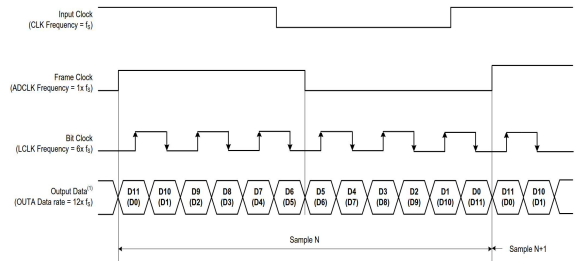 Input Clock
(CLK Frequency = fS)
Frame Clock
(ADCLK Frequency = 1x fS)
Bit Clock
(LCLK Frequency = 6x fS)
Output Data(1)
(OUTA Data rate = 12x fS)
D11 D10 D9 D8 D7 D6 D5 D4 D3 D2 D1 D0 D11 D10
(D0) (D1) (D2) (D3) (D4) (D5) (D6) (D7) (D8) (D9) (D10) (D11) (D0) (D1)
Sample N
Sample N+1